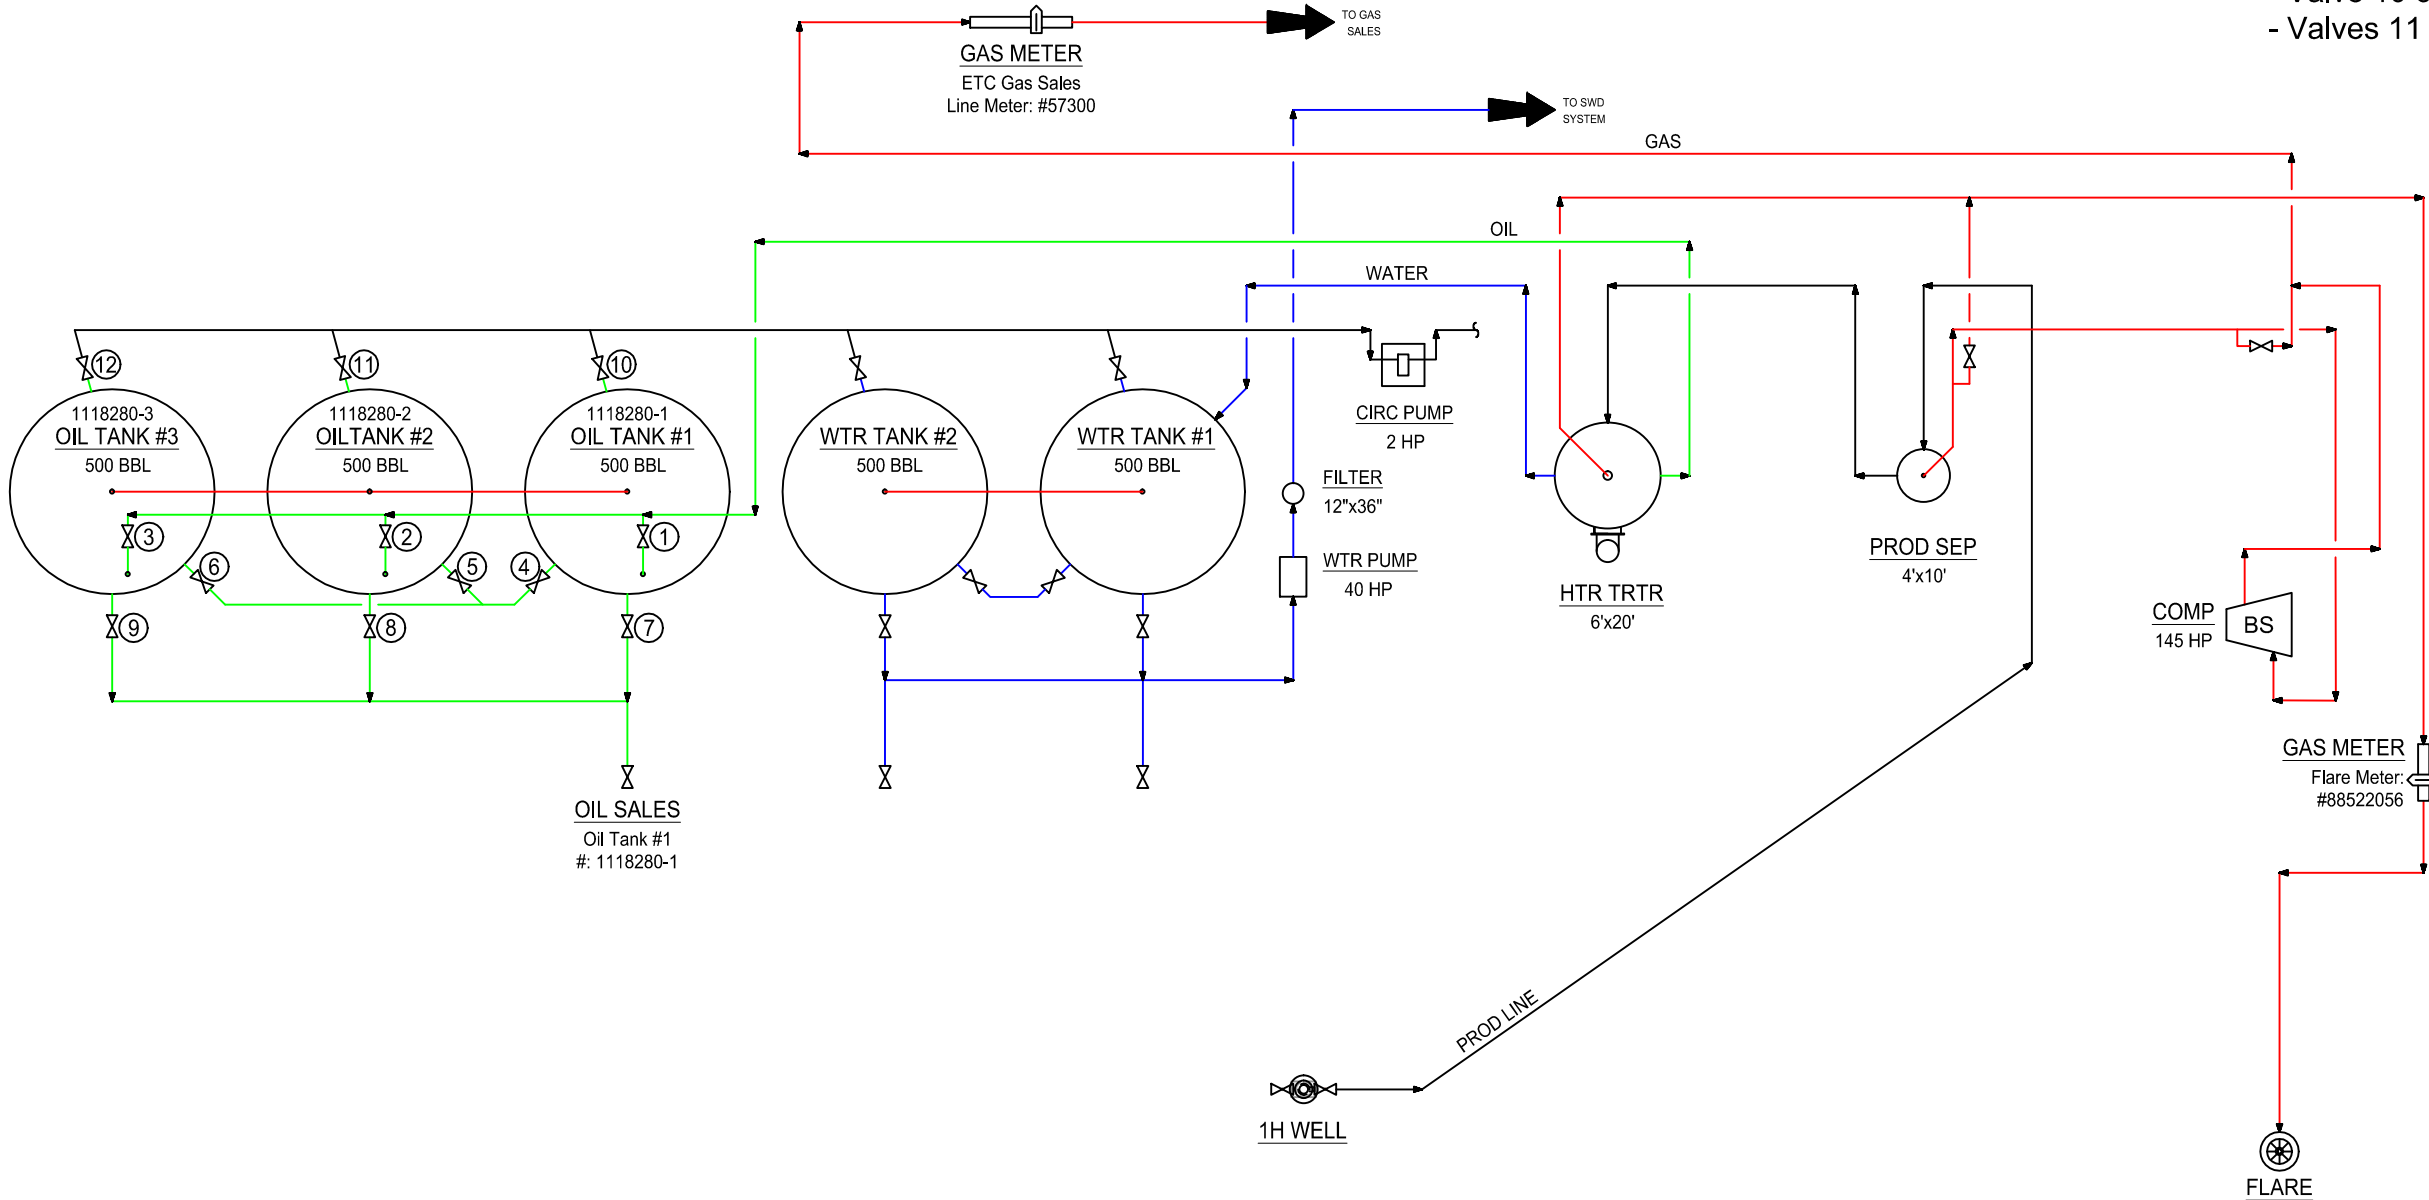 - Valves 11
TO GAS
SALES
GAS METER
ETC Gas Sales
Line Meter: #57300
TO SWD
SYSTEM
GAS
OIL
WATER
12
11
10
1118280-3
OIL TANK #3
500 BBL
1118280-2
OILTANK #2
500 BBL
1118280-1
OIL TANK #1
500 BBL
WTR TANK #2
500 BBL
WTR TANK #1
500 BBL
CIRC PUMP
2 HP
FILTER
12"x36"
WTR PUMP
40 HP
HTR TRTR
6'x20'
PROD SEP
4'x10'
COMP
145 HP
BS
3
2
1
6
5
4
9
8
7
GAS METER
Flare Meter:
#88522056
OIL SALES
Oil Tank #1
#: 1118280-1
PROD LINE
1H WELL
FLARE